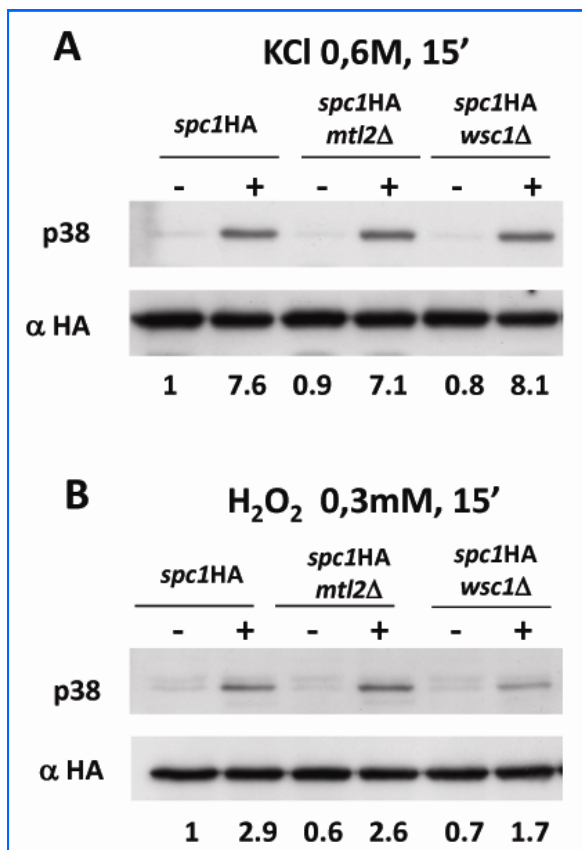 A
KCl 0,6M, 15’
spc1HA spc1HA mtl2Δ spc1HA wsc1Δ
- + - + - +
p38
α HA
1 7.6 0.9 7.1 0.8 8.1
B
H₂O₂ 0,3mM, 15’
spc1HA spc1HA mtl2Δ spc1HA wsc1Δ
- + - + - +
p38
α HA
1 2.9 0.6 2.6 0.7 1.7